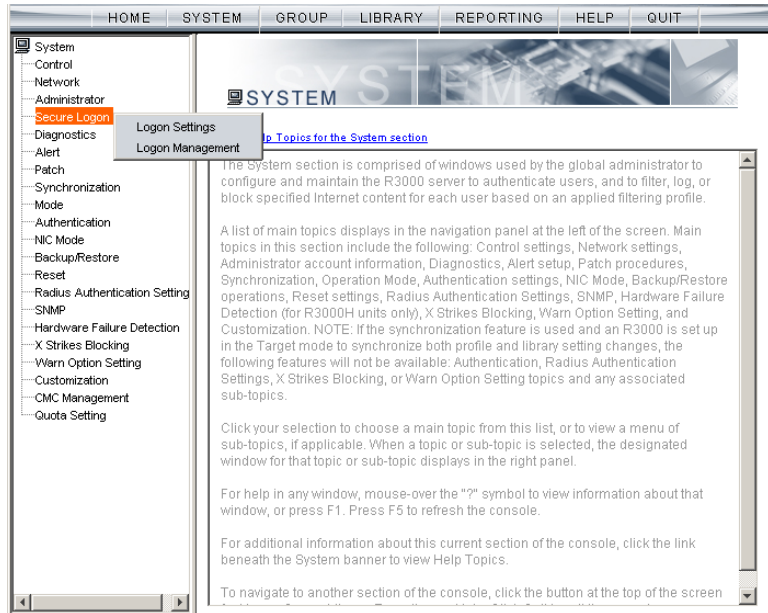 HOME SYSTEM GROUP LIBRARY REPORTING HELP QUIT
System
Control
Network
Administrator
Secure Logon
Diagnostics
Alert
Patch
Synchronization
Mode
Authentication
NIC Mode
Backup/Restore
Reset
Radius Authentication Setting
SNMP
Hardware Failure Detection
X Strikes Blocking
Warn Option Setting
Customization
CMC Management
Quota Setting
Logon Settings
Logon Management
SYSTEM
SYSTEM
Topics for the System section
The System section is comprised of windows used by the global administrator to
configure and maintain the R3000 server to authenticate users, and to filter, log, or
block specified Internet content for each user based on an applied filtering profile.
A list of main topics displays in the navigation panel at the left of the screen. Main
topics in this section include the following: Control settings, Network settings,
Administrator account information, Diagnostics, Alert setup, Patch procedures,
Synchronization, Operation Mode, Authentication settings, NIC Mode, Backup/Restore
operations, Reset settings, Radius Authentication Settings, SNMP, Hardware Failure
Detection (for R3000H units only), X Strikes Blocking, Warn Option Setting, and
Customization. NOTE: If the synchronization feature is used and an R3000 is set up
in the Target mode to synchronize both profile and library setting changes, the
following features will not be available: Authentication, Radius Authentication
Settings, X Strikes Blocking, or Warn Option Setting topics and any associated
sub-topics.
Click your selection to choose a main topic from this list, or to view a menu of
sub-topics, if applicable. When a topic or sub-topic is selected, the designated
window for that topic or sub-topic displays in the right panel.
For help in any window, mouse-over the "?" symbol to view information about that
window, or press F1. Press F5 to refresh the console.
For additional information about this current section of the console, click the link
beneath the System banner to view Help Topics.
To navigate to another section of the console, click the button at the top of the screen